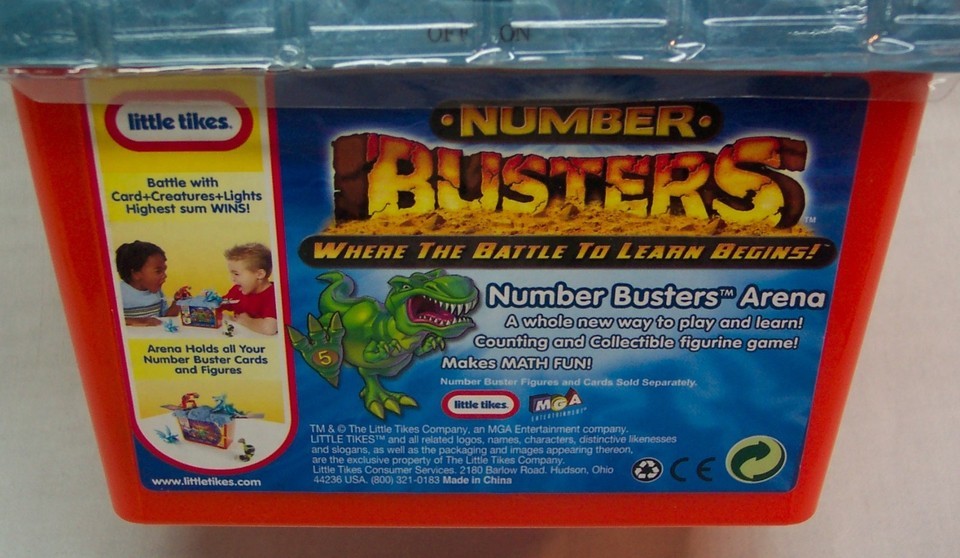 OFF ON
little tikes®
Battle with
Card+Creatures+Lights
Highest sum WINS!
Arena Holds all Your
Number Buster Cards
and Figures
www.littletikes.com
•NUMBER•
BUSTERS™
WHERE THE BATTLE TO LEARN BEGINS!™
5
Number Busters™ Arena
A whole new way to play and learn!
Counting and Collectible figurine game!
Makes MATH FUN!
Number Buster Figures and Cards Sold Separately.
little tikes®
MGA
ENTERTAINMENT
TM & © The Little Tikes Company, an MGA Entertainment company.
LITTLE TIKES™ and all related logos, names, characters, distinctive likenesses
and slogans, as well as the packaging and images appearing thereon,
are the exclusive property of The Little Tikes Company.
Little Tikes Consumer Services. 2180 Barlow Road. Hudson, Ohio
44236 USA. (800) 321-0183 Made in China
CE